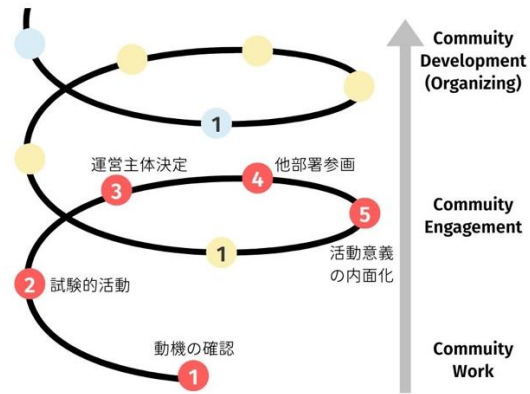 Commuity
Development
(Organizing)
1
運営主体決定
他部署参画
3
4
5
Commuity
Engagement
1
活動意義
の内面化
2
試験的活動
動機の確認
1
Commuity
Work